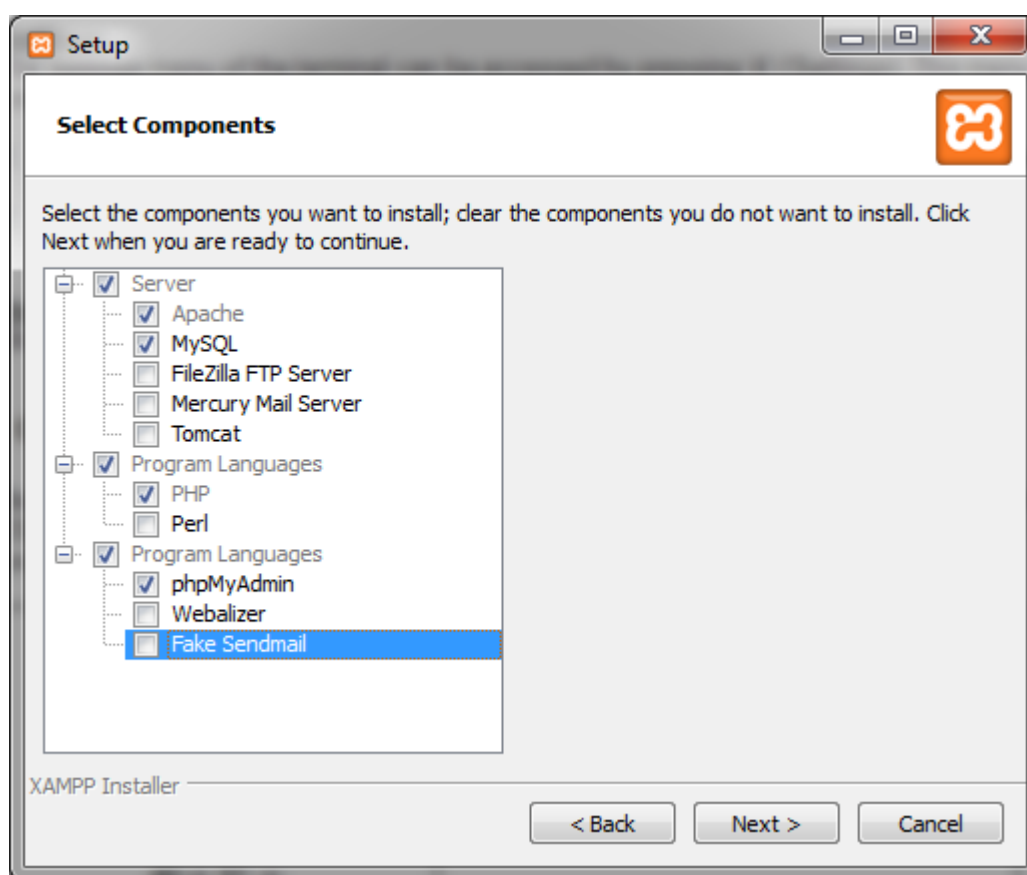 Setup
Select Components
Select the components you want to install; clear the components you do not want to install. Click
Next when you are ready to continue.
Server
Apache
MySQL
FileZilla FTP Server
Mercury Mail Server
Tomcat
Program Languages
PHP
Perl
Program Languages
phpMyAdmin
Webalizer
Fake Sendmail
XAMPP Installer
< Back
Next >
Cancel